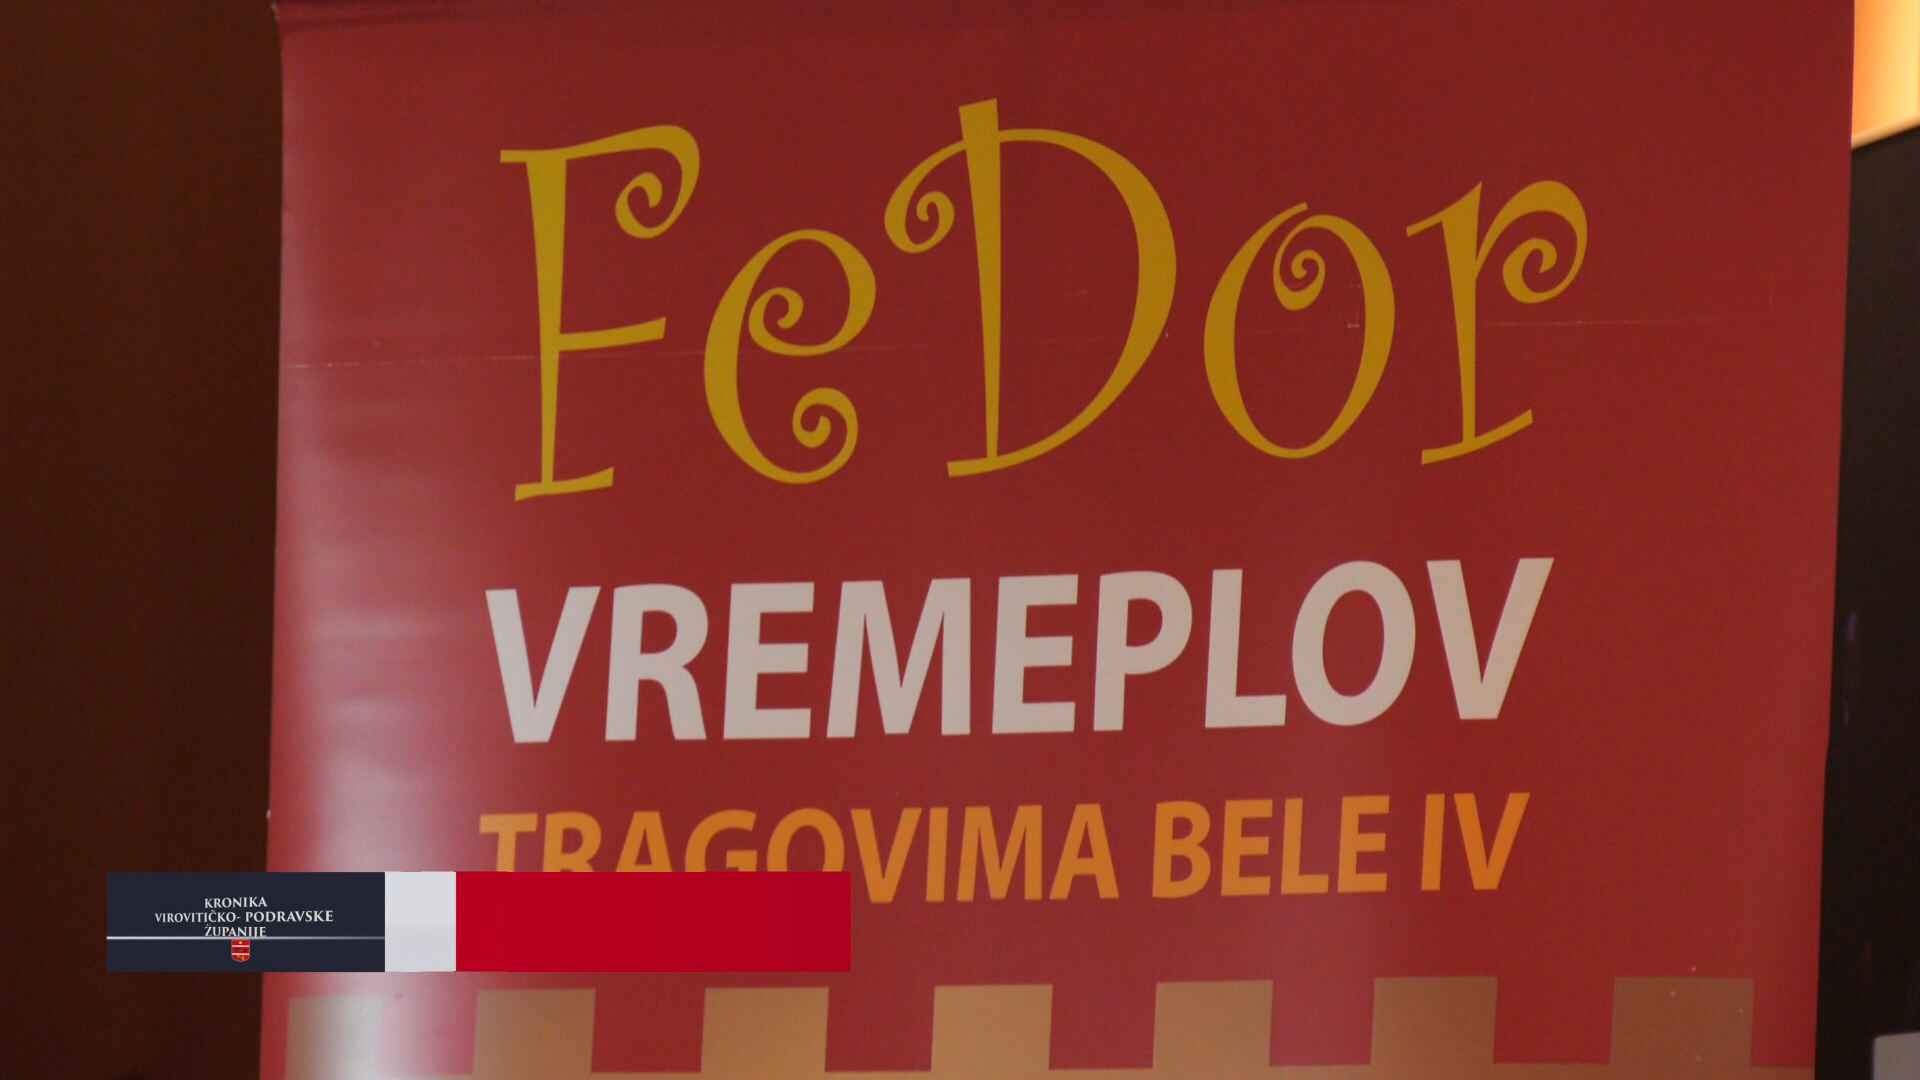 FeDor
VREMEPLOV
TRAGOVIMA BELE IV
KRONIKA
VIROVITIČKO- PODRAVSKE
ŽUPANIJE